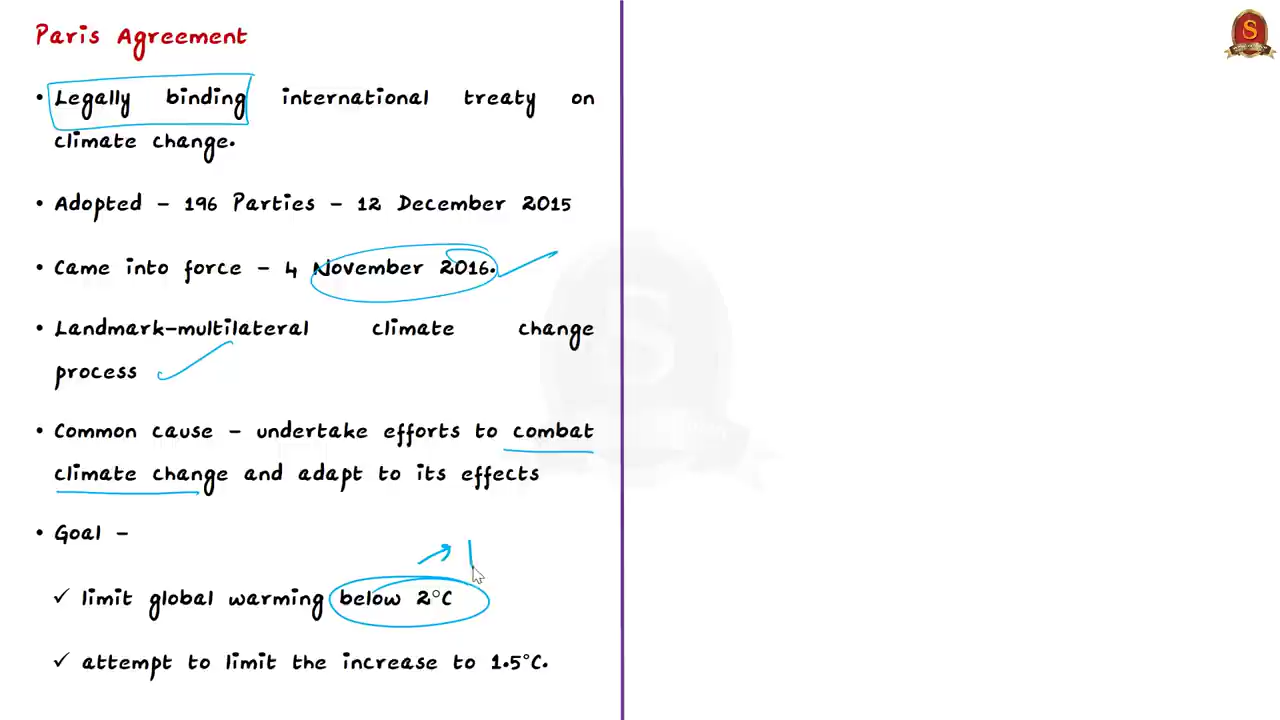 Paris Agreement
• Legally binding international treaty on
climate change.
• Adopted – 196 Parties – 12 December 2015
• Came into force – 4 November 2016.
• Landmark-multilateral climate change
process
• Common cause – undertake efforts to combat
climate change and adapt to its effects
• Goal –
✓ limit global warming below 2°C
✓ attempt to limit the increase to 1.5°C.
S